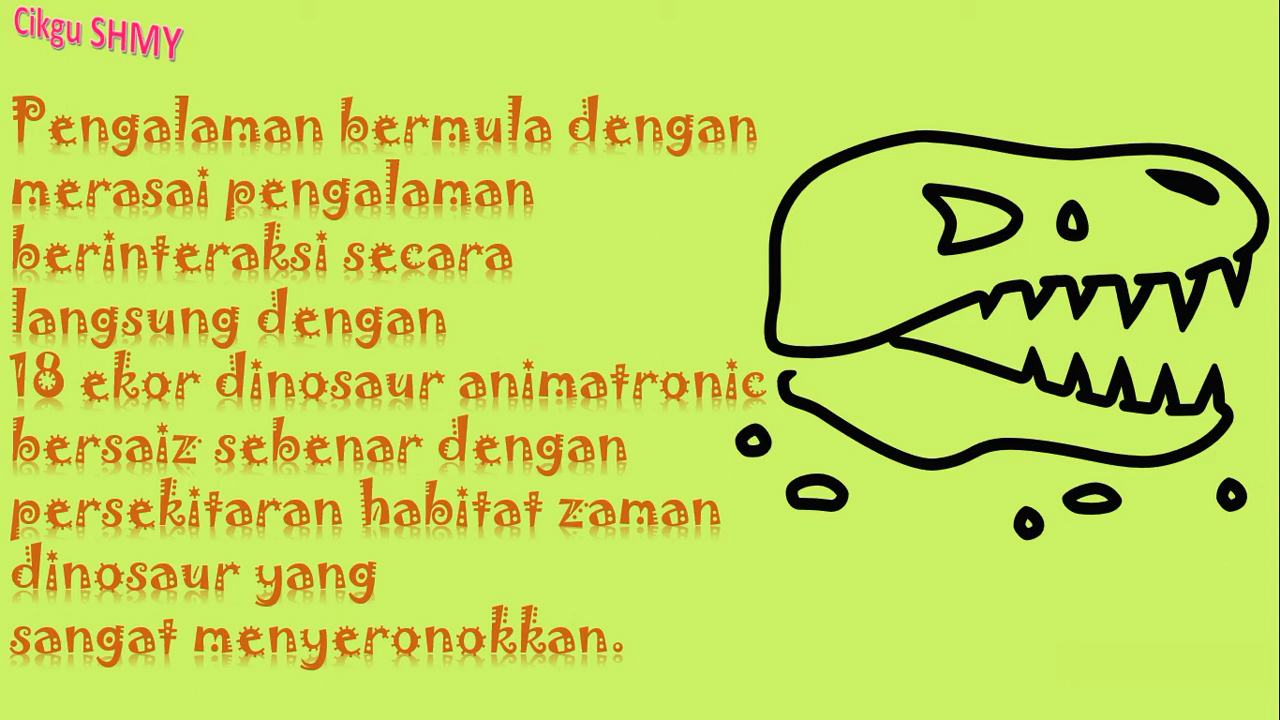 Cikgu SHMY
Pengalaman bermula dengan
merasai pengalaman
berinteraksi secara
langsung dengan
18 ekor dinosaur animatronic
bersaiz sebenar dengan
persekitaran habitat zaman
dinosaur yang
sangat menyeronokkan.